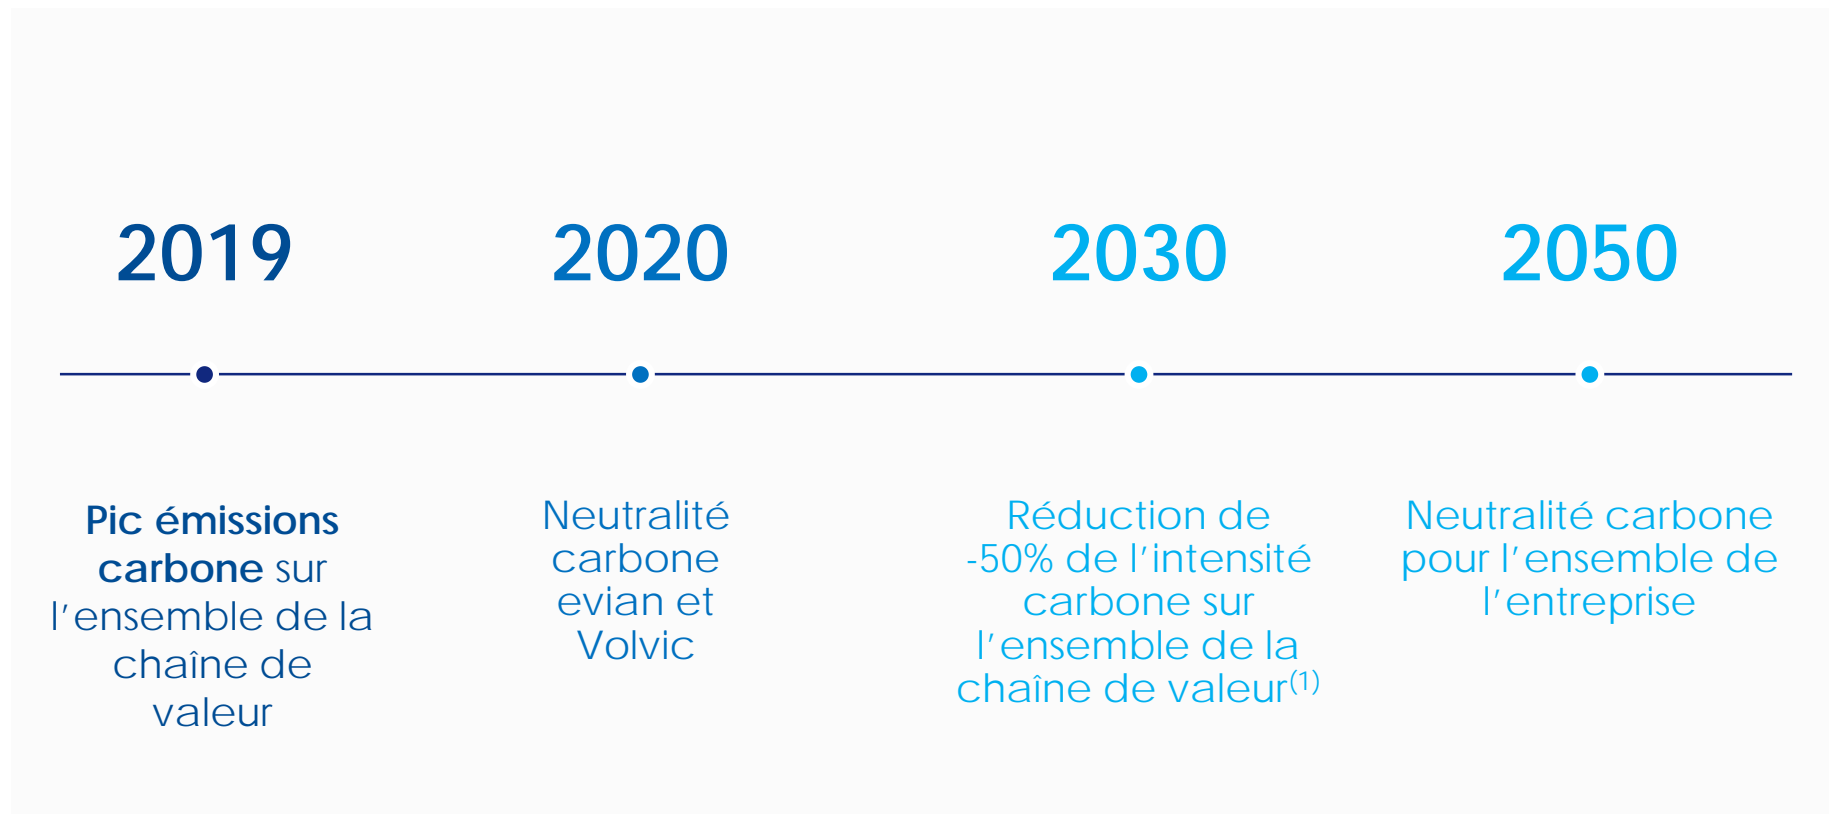 2019
2020
2030
2050
Pic émissions
carbone sur
l'ensemble de la
chaîne de
valeur
Neutralité
carbone
evian et
Volvic
Réduction de
-50% de l'intensité
carbone sur
l'ensemble de la
chaîne de valeur(1)
Neutralité carbone
pour l'ensemble de
l'entreprise